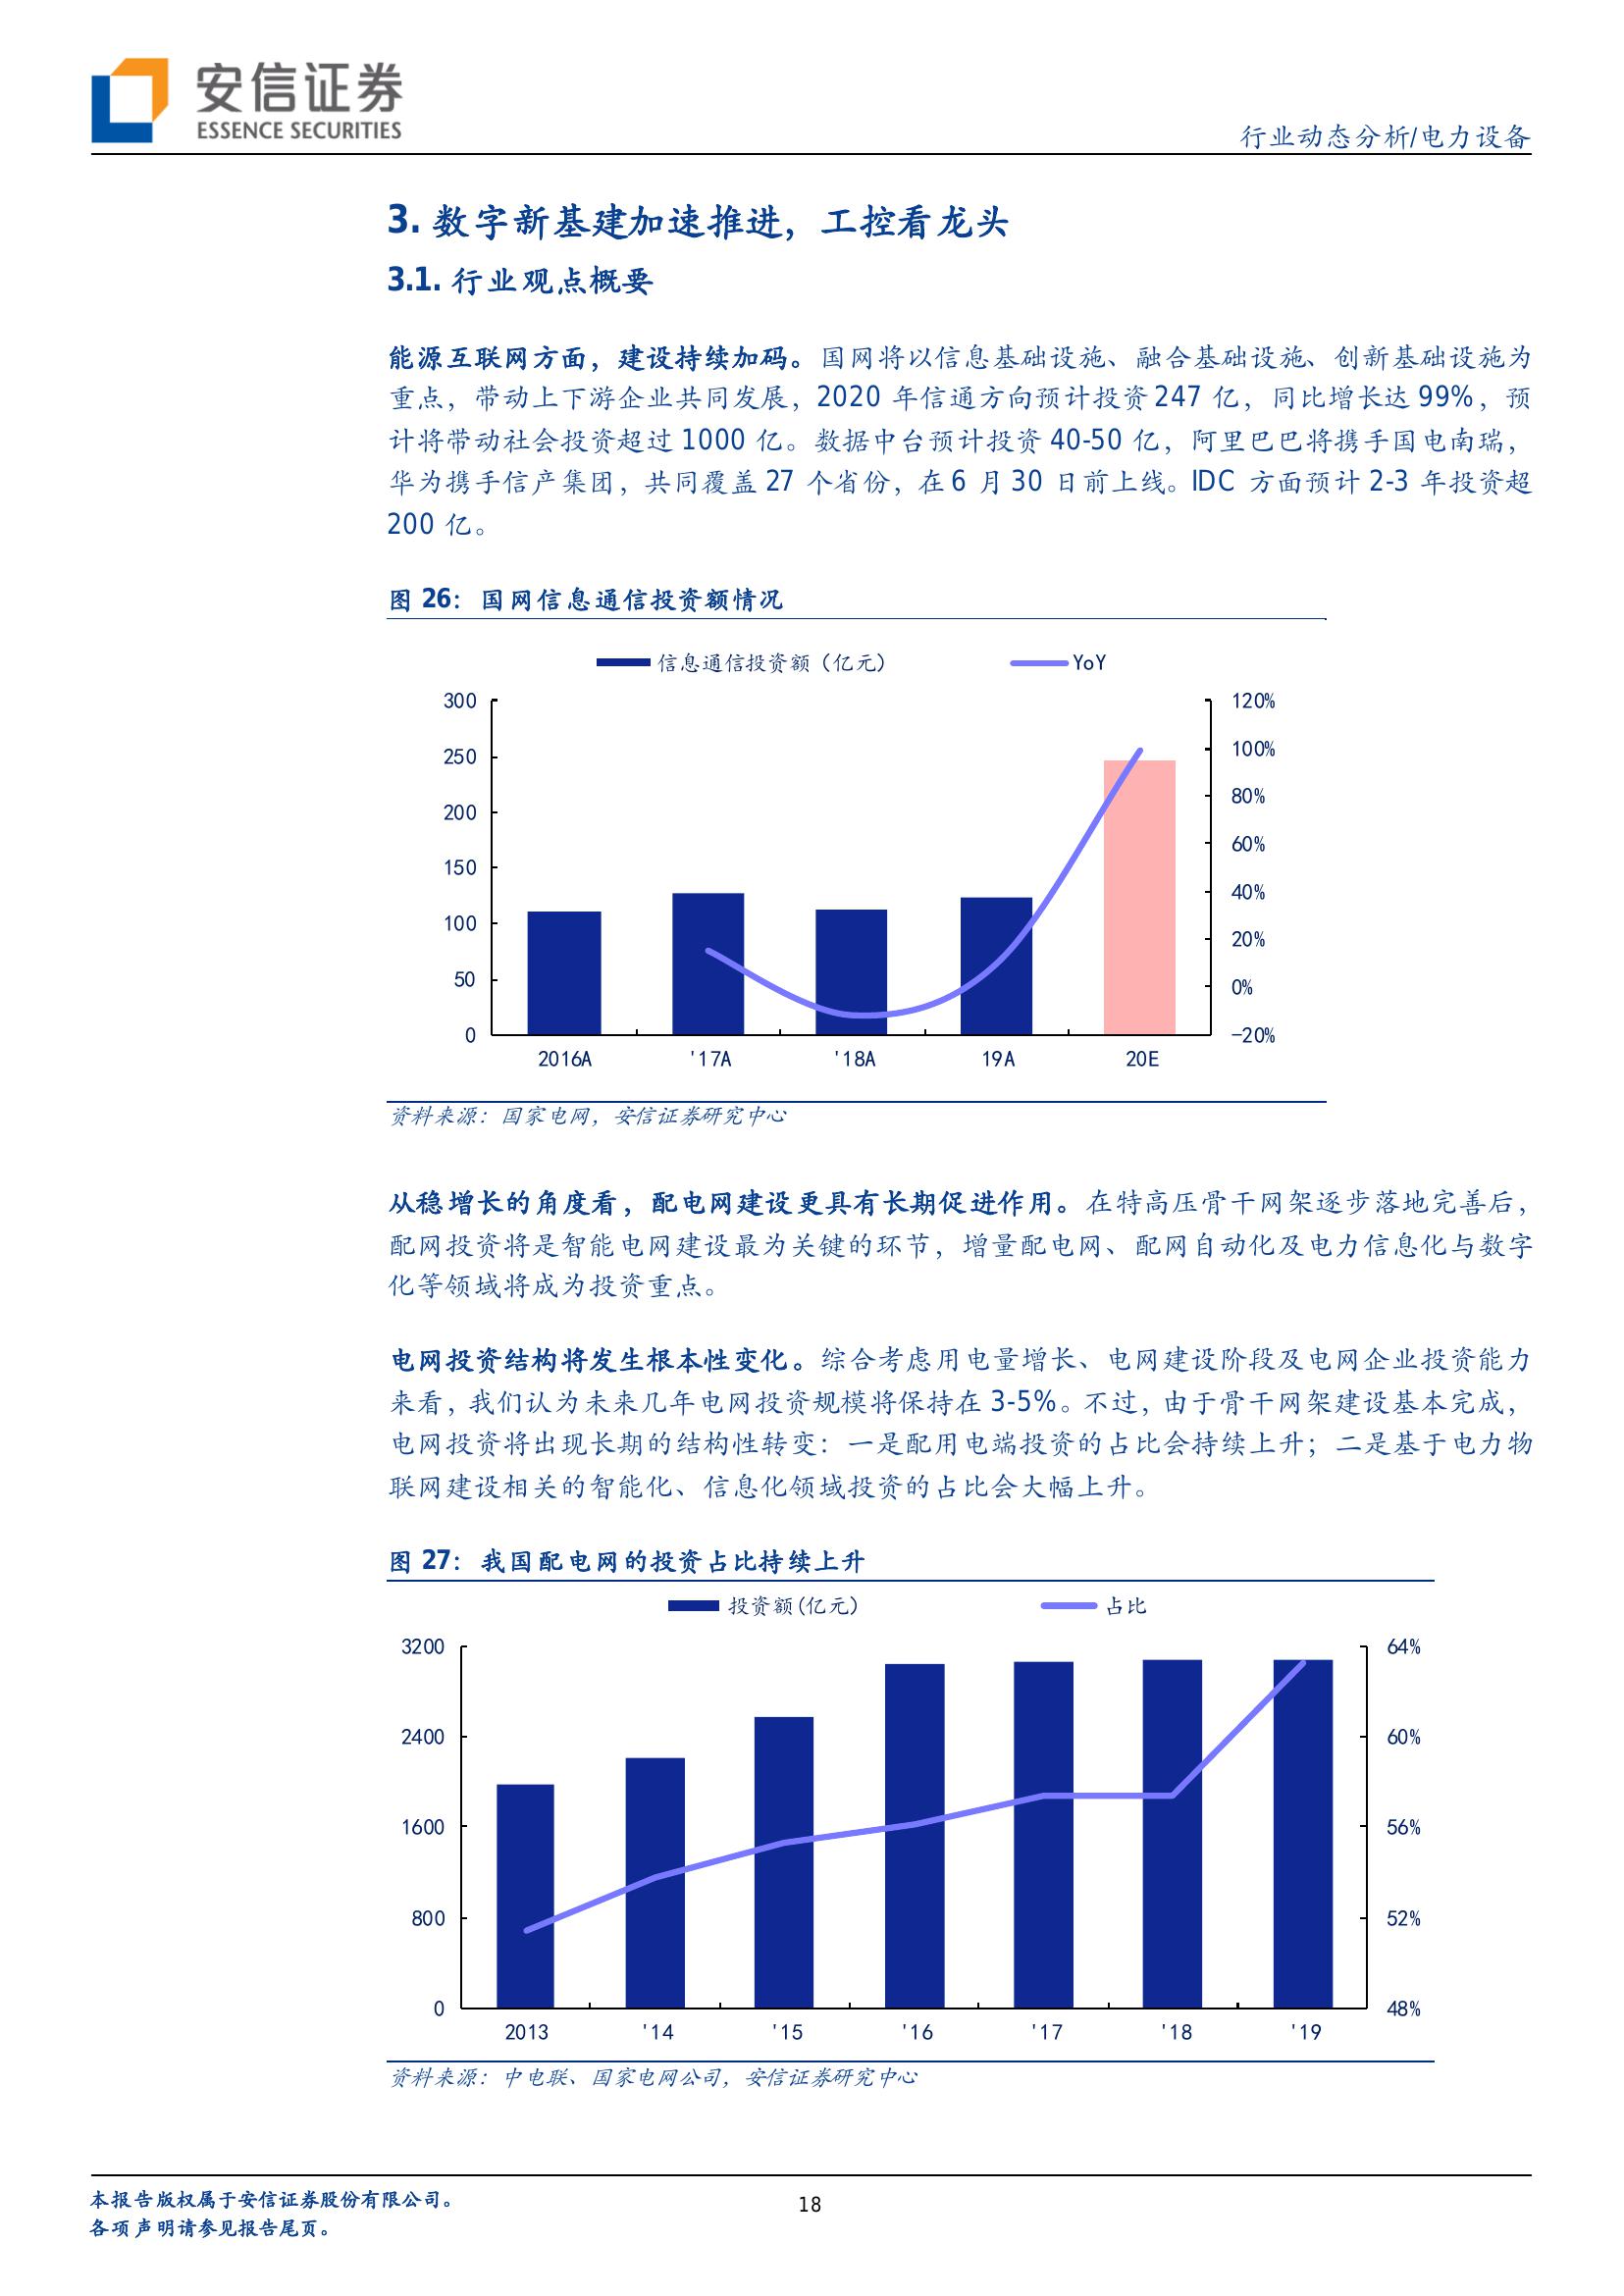 安信证券
ESSENCE SECURITIES
行业动态分析/电力设备
3. 数字新基建加速推进，工控看龙头
3.1. 行业观点概要
能源互联网方面，建设持续加码。国网将以信息基础设施、融合基础设施、创新基础设施为
重点，带动上下游企业共同发展，2020 年信通方向预计投资 247 亿，同比增长达 99%，预
计将带动社会投资超过 1000 亿。数据中台预计投资 40-50 亿，阿里巴巴将携手国电南瑞，
华为携手信产集团，共同覆盖 27 个省份，在 6 月 30 日前上线。IDC 方面预计 2-3 年投资超
200 亿。
图 26：国网信息通信投资额情况
信息通信投资额（亿元） YoY
300 120%
250 100%
200 80%
150 60%
100 40%
50 20%
0 0%
-20%
2016A '17A '18A 19A 20E
资料来源：国家电网，安信证券研究中心
从稳增长的角度看，配电网建设更具有长期促进作用。在特高压骨干网架逐步落地完善后，
配网投资将是智能电网建设最为关键的环节，增量配电网、配网自动化及电力信息化与数字
化等领域将成为投资重点。
电网投资结构将发生根本性变化。综合考虑用电量增长、电网建设阶段及电网企业投资能力
来看，我们认为未来几年电网投资规模将保持在 3-5%。不过，由于骨干网架建设基本完成，
电网投资将出现长期的结构性转变：一是配用电端投资的占比会持续上升；二是基于电力物
联网建设相关的智能化、信息化领域投资的占比会大幅上升。
图 27：我国配电网的投资占比持续上升
投资额(亿元) 占比
3200 64%
2400 60%
1600 56%
800 52%
0 48%
2013 '14 '15 '16 '17 '18 '19
资料来源：中电联、国家电网公司，安信证券研究中心
本报告版权属于安信证券股份有限公司。
18
各项声明请参见报告尾页。